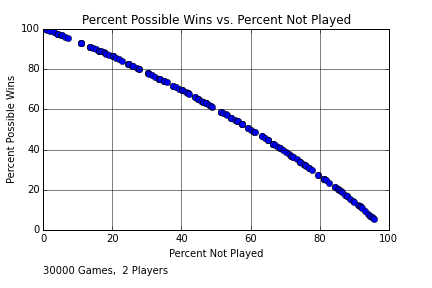 Percent Possible Wins vs. Percent Not Played
Percent Possible Wins
100
80
60
40
20
0
0 20 40 60 80 100
Percent Not Played
30000 Games,  2 Players